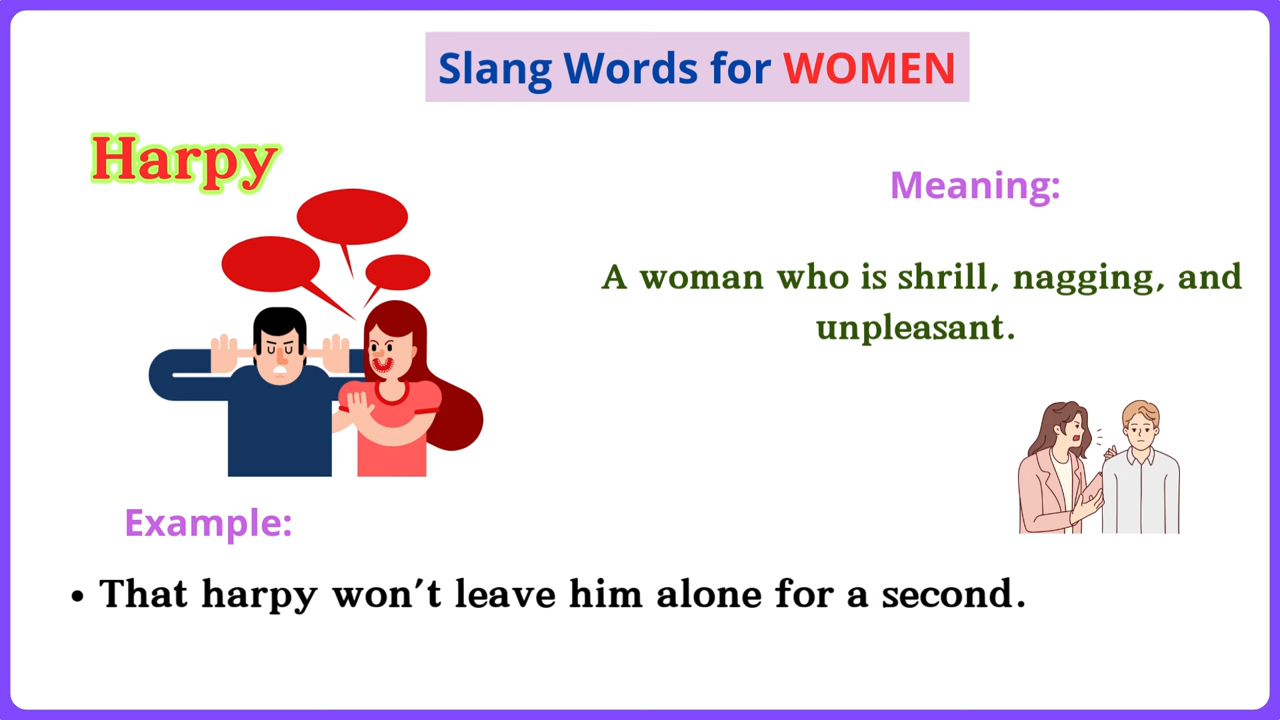 Slang Words for WOMEN
Harpy
Meaning:
A woman who is shrill, nagging, and
unpleasant.
Example:
• That harpy won't leave him alone for a second.